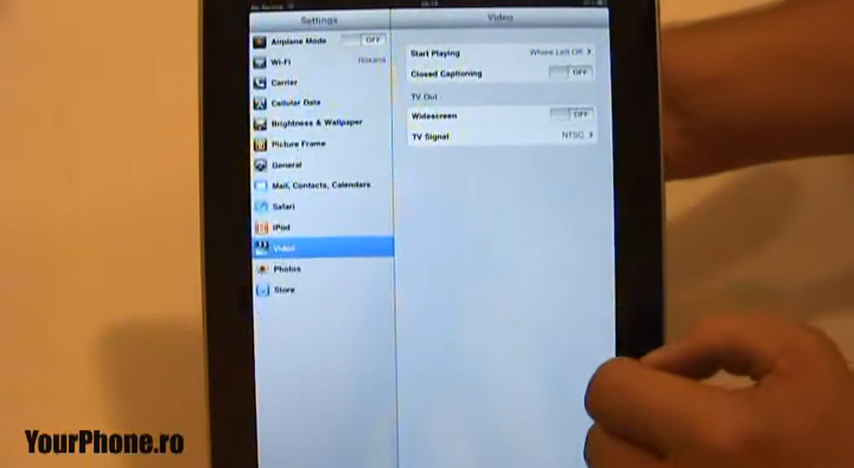 Settings
Video
Airplane Mode OFF
Wi-Fi
Carrier
Cellular Data
Brightness & Wallpaper
Picture Frame
General
Mail, Contacts, Calendars
Safari
iPod
Video
Photos
Store
Start Playing Where Left Off
Closed Captioning OFF
TV Out
Widescreen OFF
TV Signal NTSC
YourPhone.ro